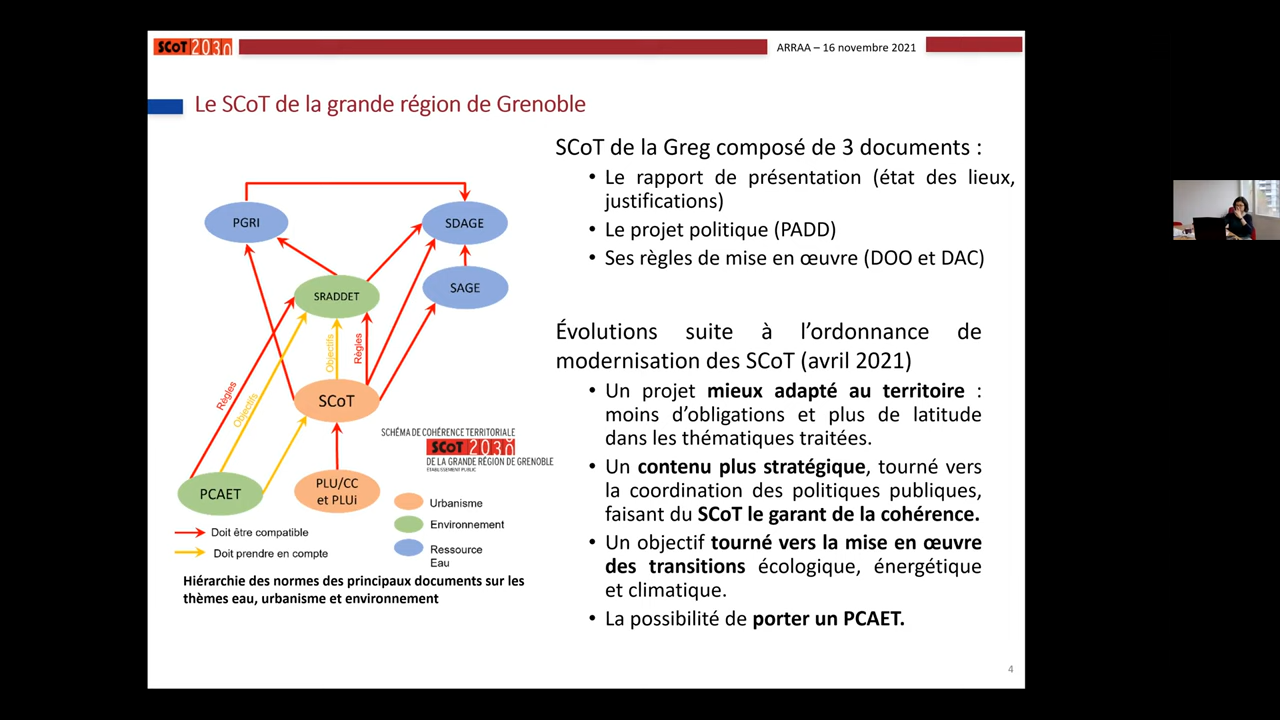 SCoT 2030
ARRAA – 16 novembre 2021
Le SCoT de la grande région de Grenoble
SCoT de la Greg composé de 3 documents :
• Le rapport de présentation (état des lieux,
justifications)
• Le projet politique (PADD)
• Ses règles de mise en œuvre (DOO et DAC)
Évolutions suite à l’ordonnance de
modernisation des SCoT (avril 2021)
• Un projet mieux adapté au territoire :
moins d’obligations et plus de latitude
dans les thématiques traitées.
• Un contenu plus stratégique, tourné vers
la coordination des politiques publiques,
faisant du SCoT le garant de la cohérence.
• Un objectif tourné vers la mise en œuvre
des transitions écologique, énergétique
et climatique.
• La possibilité de porter un PCAET.
PGRI
SDAGE
SRADDET
SAGE
Objectifs
Règles
Règles
Objectifs
SCoT
SCHÉMA DE COHÉRENCE TERRITORIALE
SCoT 2030
DE LA GRANDE RÉGION DE GRENOBLE
ETABLISSEMENT PUBLIC
PCAET
PLU/CC
et PLUi
Urbanisme
Environnement
Ressource
Eau
Doit être compatible
Doit prendre en compte
Hiérarchie des normes des principaux documents sur les
thèmes eau, urbanisme et environnement
4